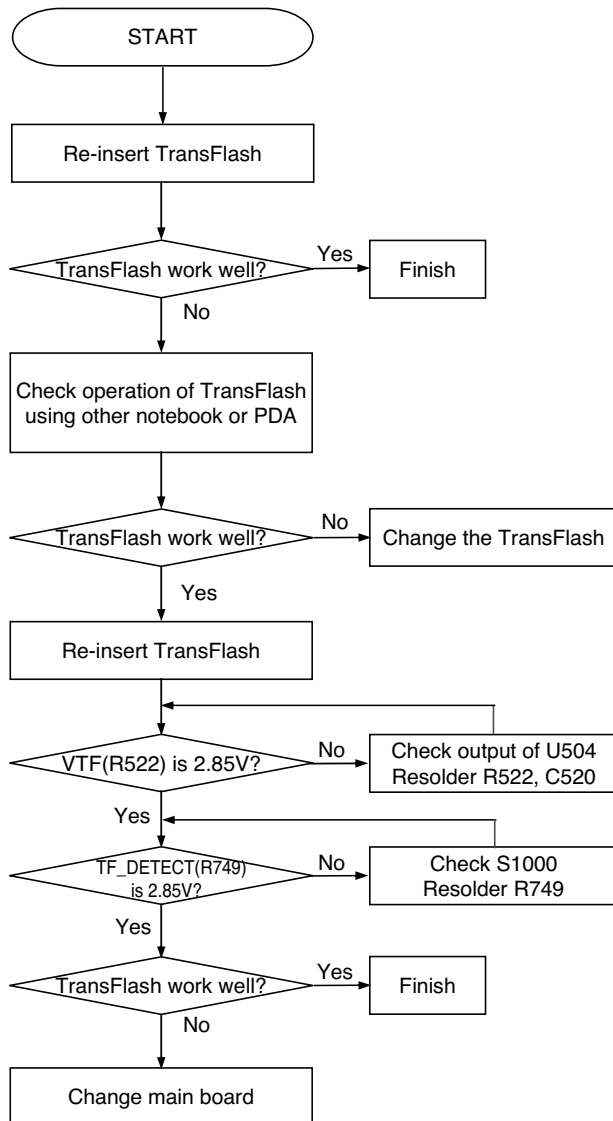 START
Re-insert TransFlash
TransFlash work well?
Yes
Finish
No
Check operation of TransFlash
using other notebook or PDA
TransFlash work well?
No
Change the TransFlash
Yes
Re-insert TransFlash
VTF(R522) is 2.85V?
No
Check output of U504
Resolder R522, C520
Yes
TF_DETECT(R749)
is 2.85V?
No
Check S1000
Resolder R749
Yes
TransFlash work well?
Yes
Finish
No
Change main board